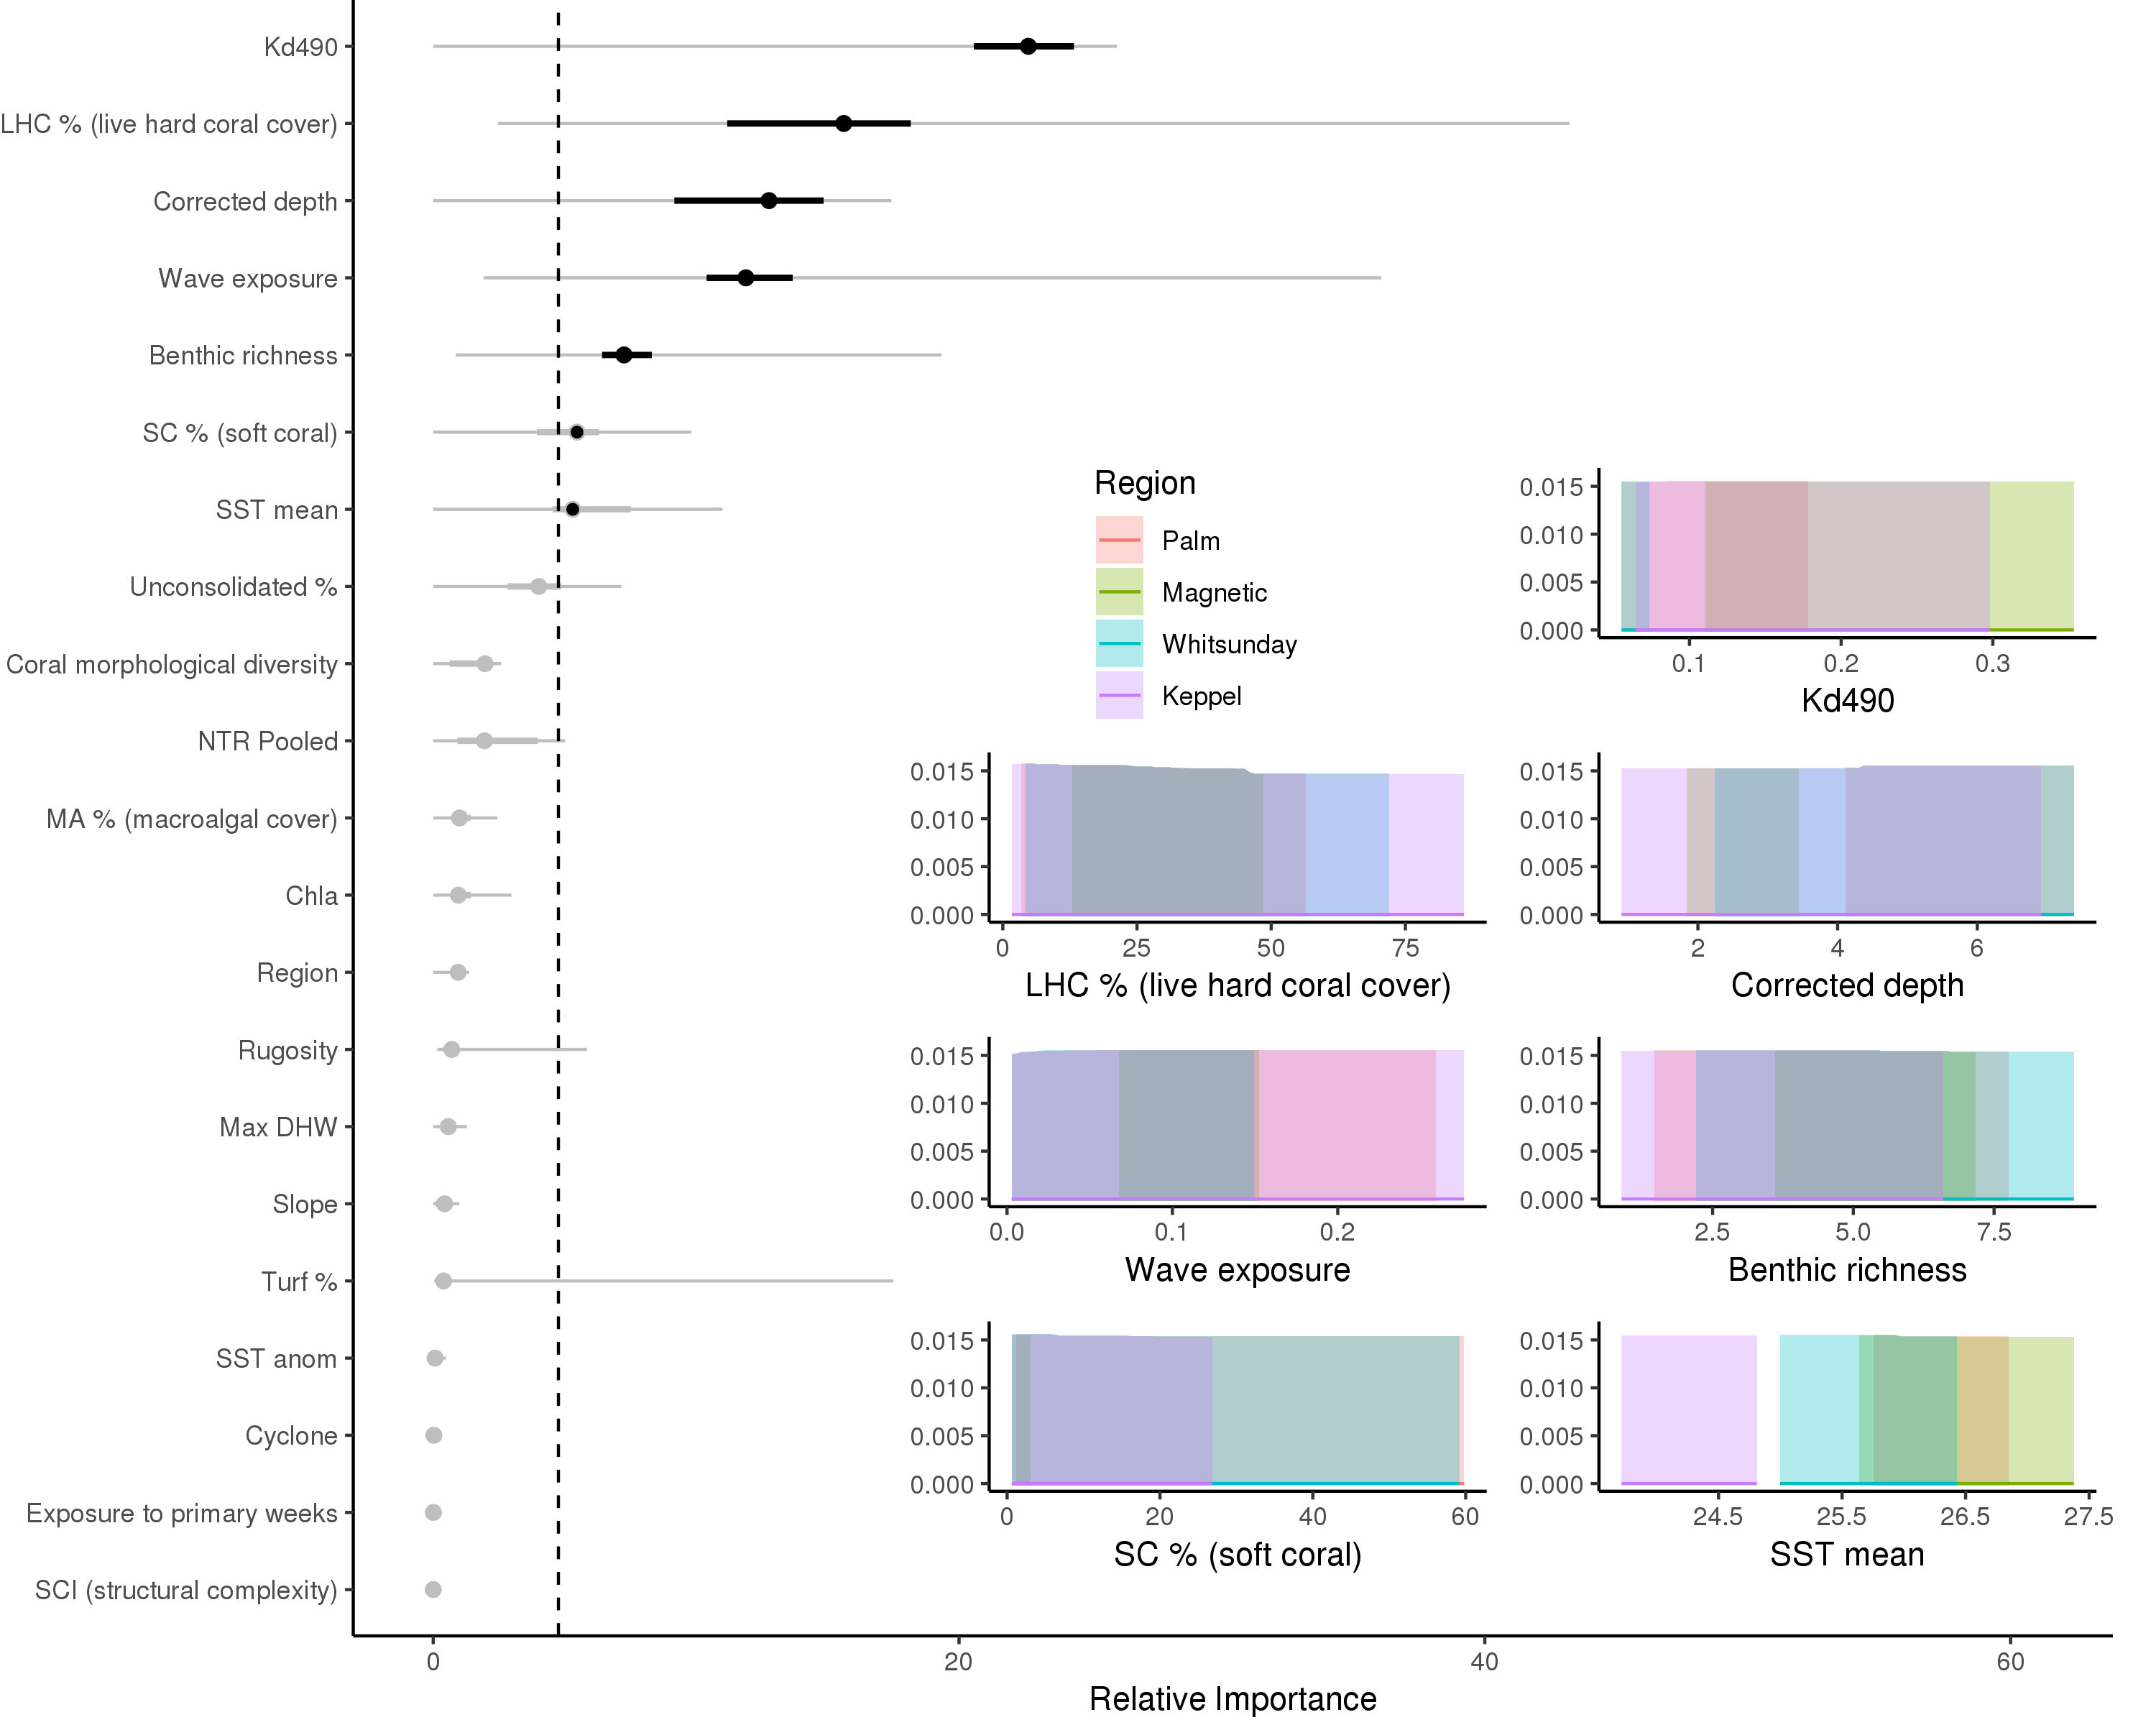 Kd490
LHC % (live hard coral cover)
Corrected depth
Wave exposure
Benthic richness
SC % (soft coral)
SST mean
Unconsolidated %
Coral morphological diversity
NTR Pooled
MA % (macroalgal cover)
Chla
Region
Rugosity
Max DHW
Slope
Turf %
SST anom
Cyclone
Exposure to primary weeks
SCI (structural complexity)
0 20 40 60
Relative Importance
Region
Palm
Magnetic
Whitsunday
Keppel
0.015
0.010
0.005
0.000
0.1 0.2 0.3
Kd490
0.015
0.010
0.005
0.000
0 25 50 75
LHC % (live hard coral cover)
0.015
0.010
0.005
0.000
2 4 6
Corrected depth
0.015
0.010
0.005
0.000
0.0 0.1 0.2
Wave exposure
0.015
0.010
0.005
0.000
2.5 5.0 7.5
Benthic richness
0.015
0.010
0.005
0.000
0 20 40 60
SC % (soft coral)
0.015
0.010
0.005
0.000
24.5 25.5 26.5 27.5
SST mean